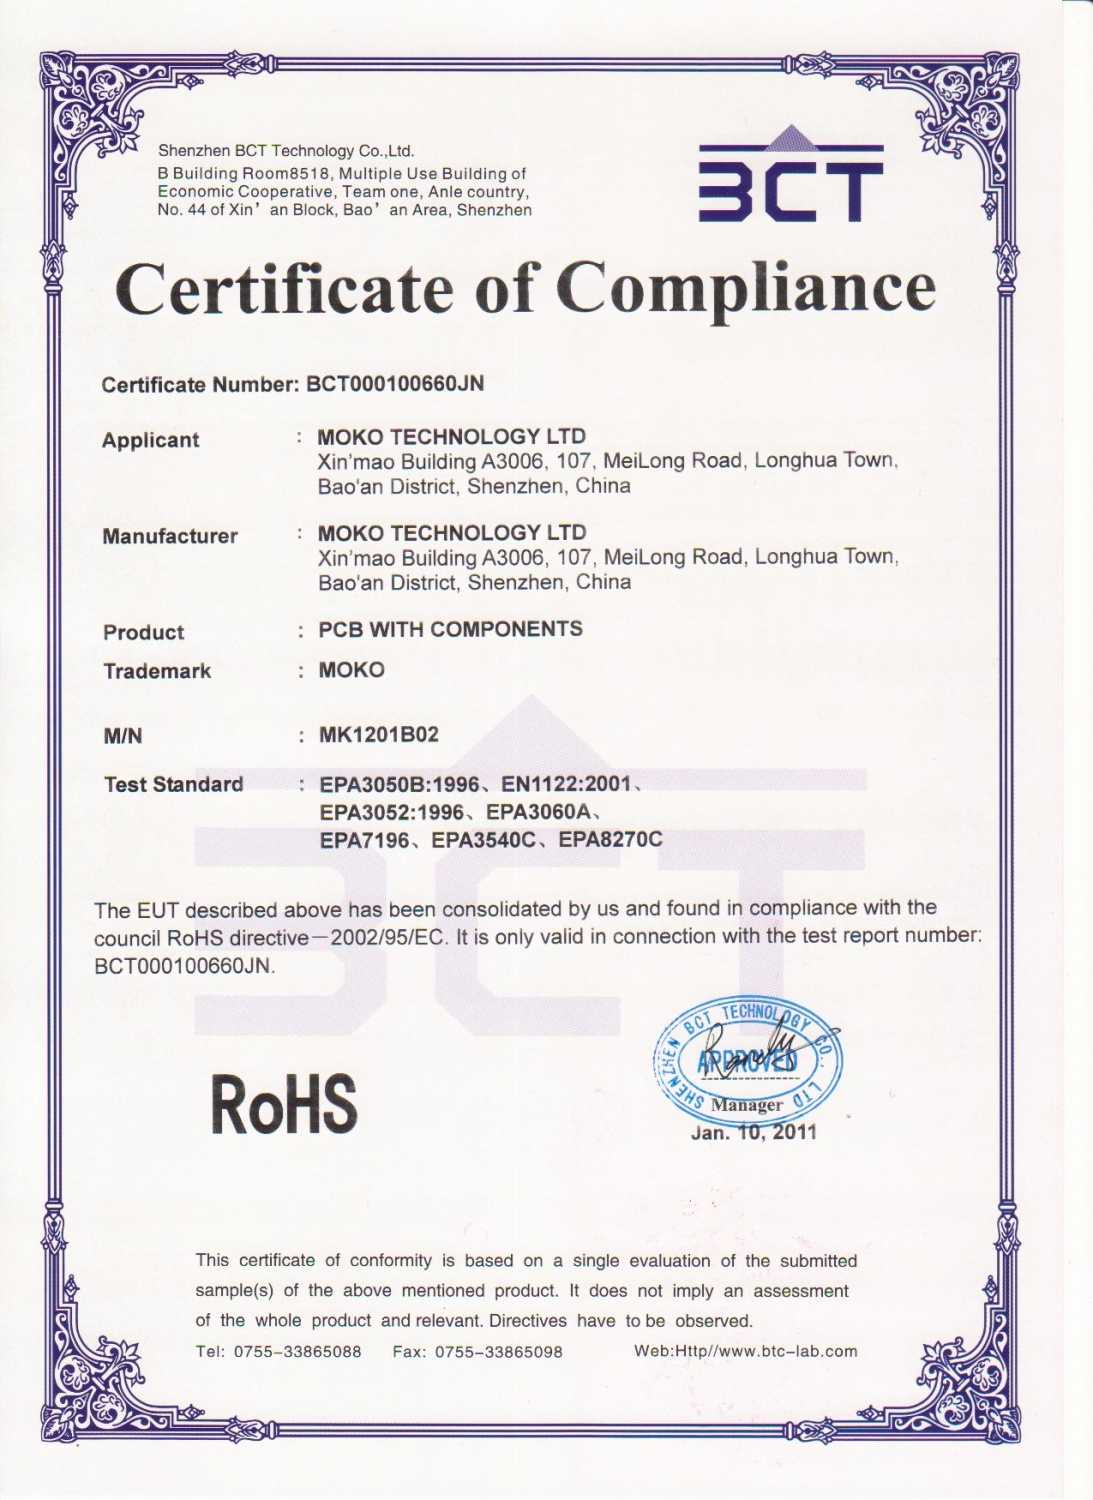 Shenzhen BCT Technology Co.,Ltd.
B Building Room8518, Multiple Use Building of
Economic Cooperative, Team one, Anle country,
No. 44 of Xin’ an Block, Bao’ an Area, Shenzhen
BCT
Certificate of Compliance
Certificate Number: BCT000100660JN
Applicant : MOKO TECHNOLOGY LTD
Xin'mao Building A3006, 107, MeiLong Road, Longhua Town,
Bao'an District, Shenzhen, China
Manufacturer : MOKO TECHNOLOGY LTD
Xin'mao Building A3006, 107, MeiLong Road, Longhua Town,
Bao'an District, Shenzhen, China
Product : PCB WITH COMPONENTS
Trademark : MOKO
M/N : MK1201B02
Test Standard : EPA3050B:1996、EN1122:2001、
EPA3052:1996、EPA3060A、
EPA7196、EPA3540C、EPA8270C
BCT
The EUT described above has been consolidated by us and found in compliance with the
council RoHS directive－2002/95/EC. It is only valid in connection with the test report number:
BCT000100660JN.
RoHS
SHENZHEN BCT TECHNOLOGY CO., LTD
APPROVED
Randy
Manager
Jan. 10, 2011
This certificate of conformity is based on a single evaluation of the submitted
sample(s) of the above mentioned product. It does not imply an assessment
of the whole product and relevant. Directives have to be observed.
Tel: 0755-33865088 Fax: 0755-33865098 Web:Http//www.btc-lab.com